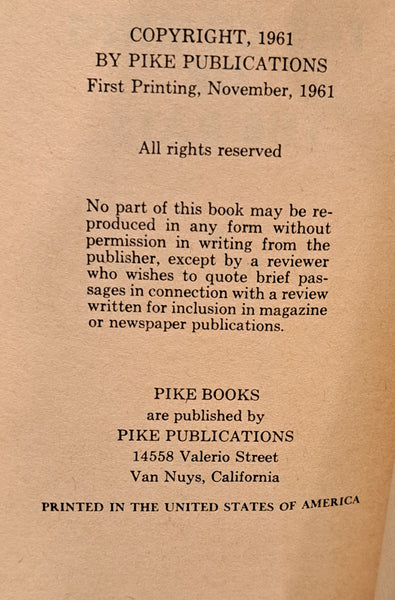 COPYRIGHT, 1961
BY PIKE PUBLICATIONS
First Printing, November, 1961
All rights reserved
No part of this book may be re-
produced in any form without
permission in writing from the
publisher, except by a reviewer
who wishes to quote brief pas-
sages in connection with a review
written for inclusion in magazine
or newspaper publications.
PIKE BOOKS
are published by
PIKE PUBLICATIONS
14558 Valerio Street
Van Nuys, California
PRINTED IN THE UNITED STATES OF AMERICA